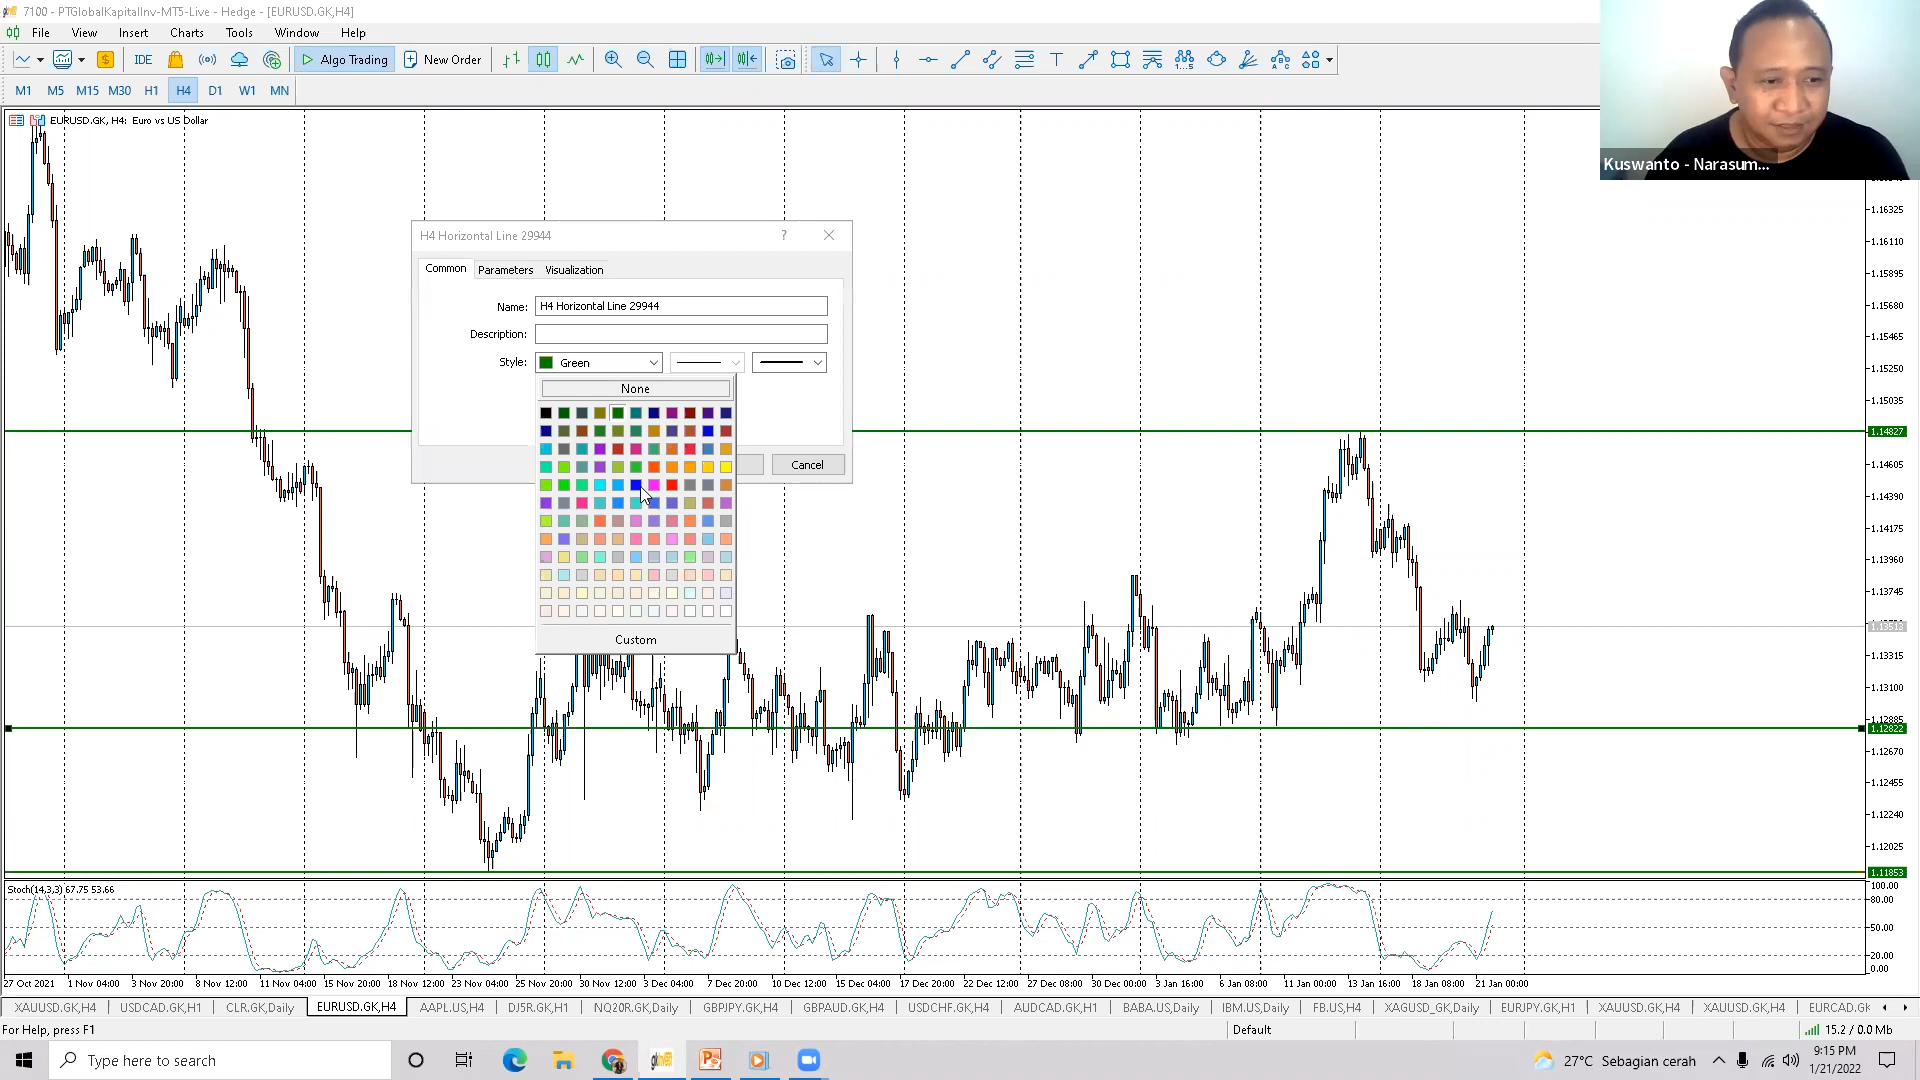 7100 - PTGlobalKapitalInv-MT5-Live - Hedge - [EURUSD.GK,H4]
File View Insert Charts Tools Window Help
IDE Algo Trading New Order
M1 M5 M15 M30 H1 H4 D1 W1 MN
EURUSD.GK, H4: Euro vs US Dollar
Kuswanto - Narasum...
H4 Horizontal Line 29944 ?
Common Parameters Visualization
Name: H4 Horizontal Line 29944
Description:
Style: Green
None
Custom
Cancel
1.16325
1.16110
1.15895
1.15680
1.15465
1.15250
1.15035
1.14827
1.14605
1.14390
1.14175
1.13960
1.13745
1.13513
1.13315
1.13100
1.12885
1.12822
1.12670
1.12455
1.12240
1.12025
1.11853
Stoch(14,3,3) 67.75 53.66
100.00
80.00
50.00
20.00
0.00
27 Oct 2021 1 Nov 04:00 3 Nov 20:00 8 Nov 12:00 11 Nov 04:00 15 Nov 20:00 18 Nov 12:00 23 Nov 04:00 25 Nov 20:00 30 Nov 12:00 3 Dec 04:00 7 Dec 20:00 10 Dec 12:00 15 Dec 04:00 17 Dec 20:00 22 Dec 12:00 27 Dec 08:00 30 Dec 00:00 3 Jan 16:00 6 Jan 08:00 11 Jan 00:00 13 Jan 16:00 18 Jan 08:00 21 Jan 00:00
XAUUSD.GK,H4 USDCAD.GK,H1 CLR.GK,Daily EURUSD.GK,H4 AAPL.US,H4 DJ5R.GK,H1 NQ20R.GK,Daily GBPJPY.GK,H4 GBPAUD.GK,H4 USDCHF.GK,H4 AUDCAD.GK,H1 BABA.US,Daily IBM.US,Daily FB.US,H4 XAGUSD_GK,Daily EURJPY.GK,H1 XAUUSD.GK,H4 XAUUSD.GK,H4 EURCAD.GK
For Help, press F1 Default 15.2 / 0.0 Mb
Type here to search 27°C Sebagian cerah 9:15 PM
1/21/2022